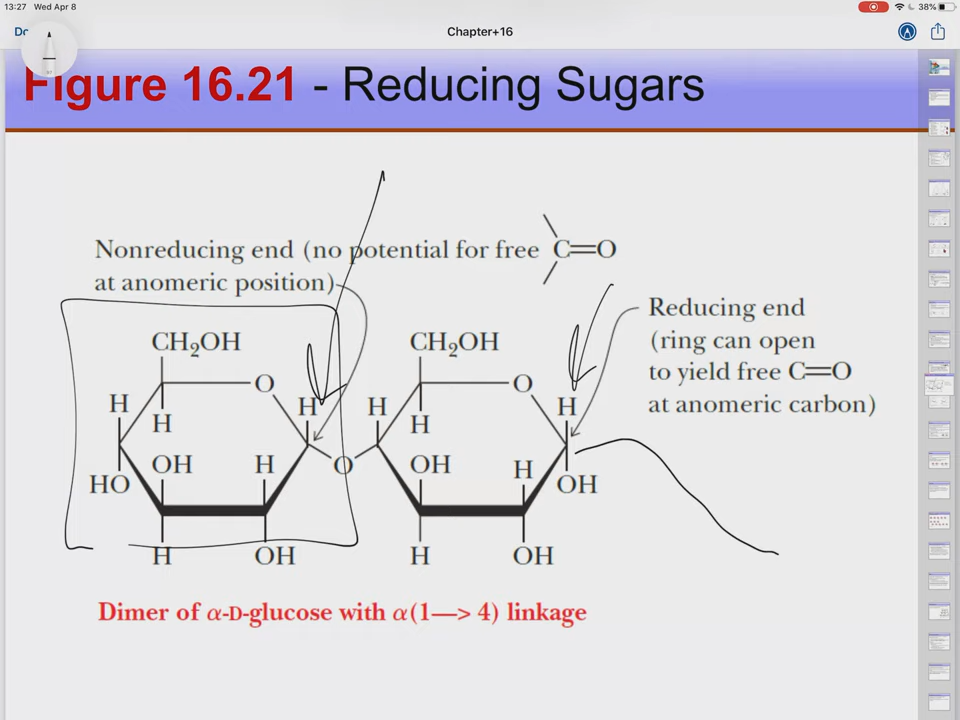 13:27 Wed Apr 8
38%
Chapter+16
Figure 16.21 - Reducing Sugars
Nonreducing end (no potential for free C=O
at anomeric position)
Reducing end
(ring can open
to yield free C=O
at anomeric carbon)
CH₂OH
CH₂OH
O
O
H
H
H
H
H
H
OH
H
OH
H
HO
O
OH
H
OH
H
OH
Dimer of α-D-glucose with α(1—> 4) linkage